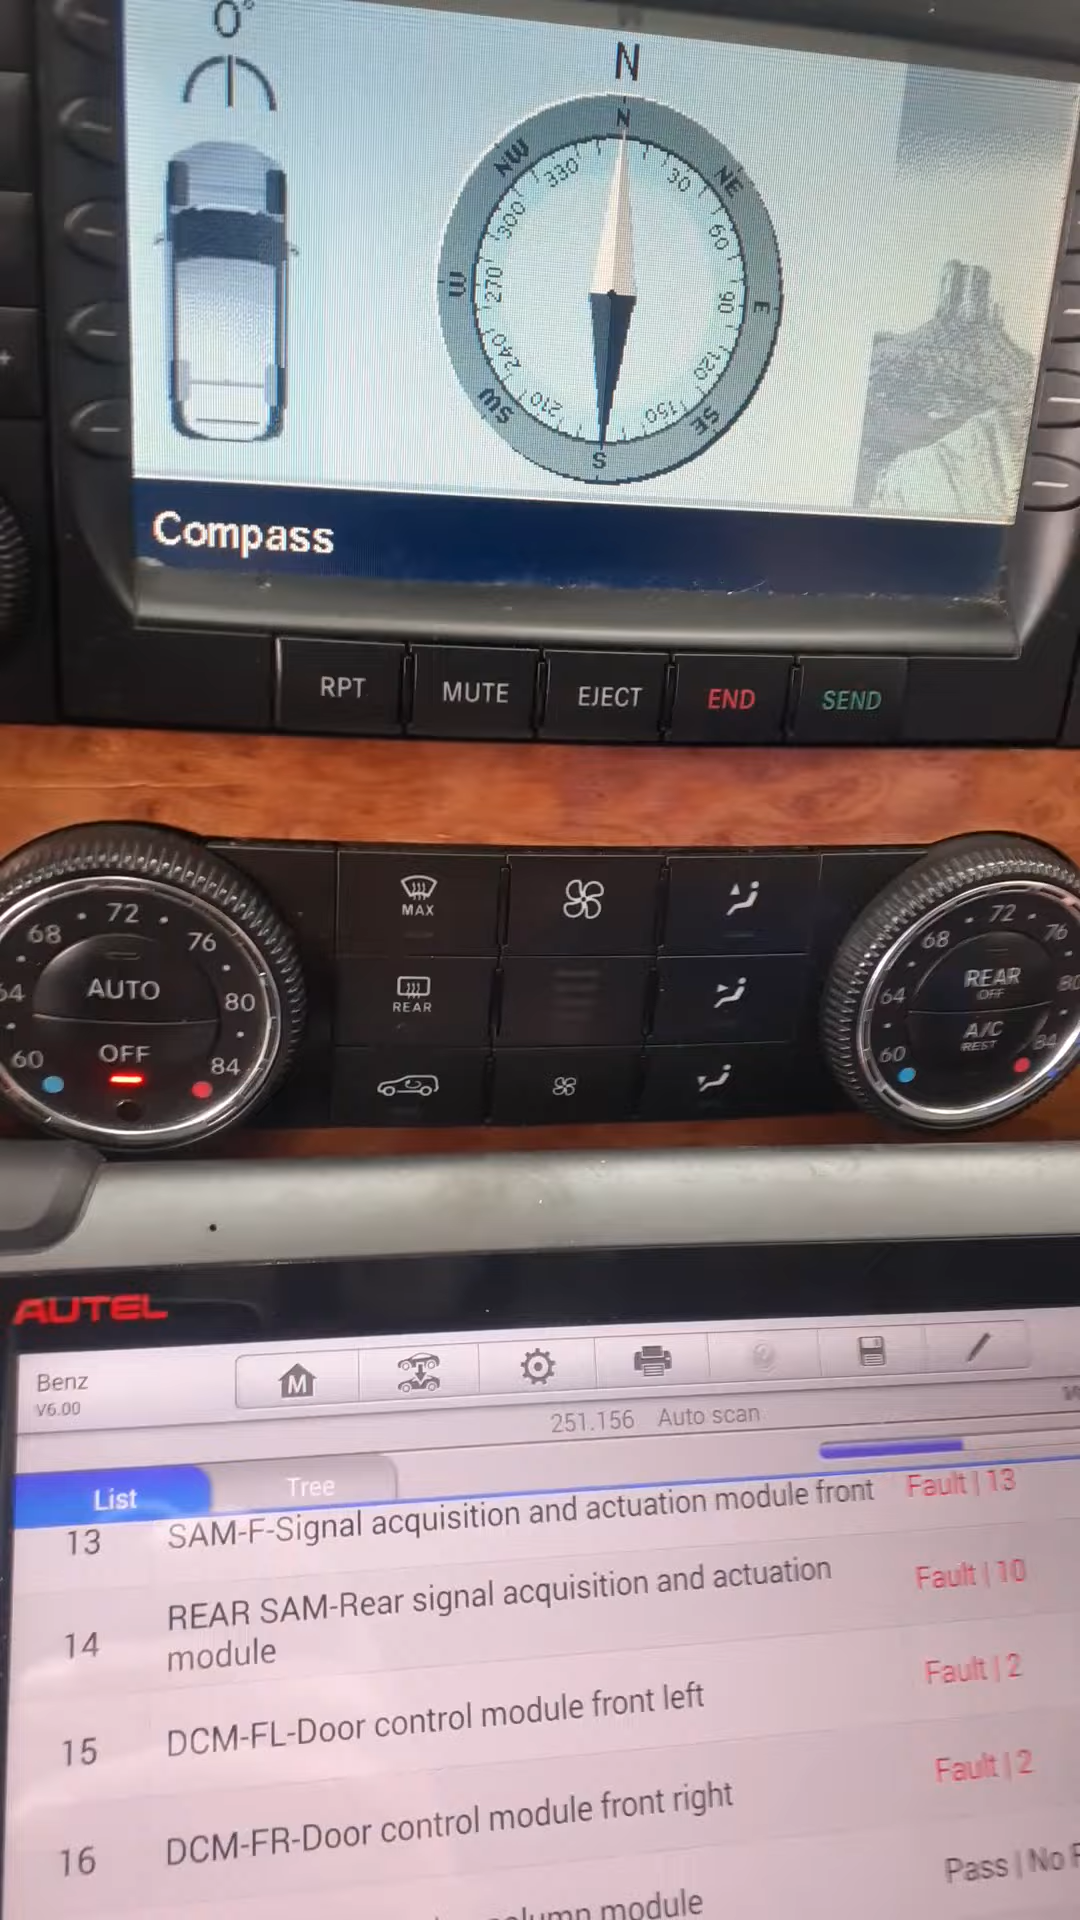 0°
N
N
NE
E
SE
S
SW
W
NW
30
60
90
120
150
210
240
270
300
330
Compass
RPT MUTE EJECT END SEND
64 68 72 76 80 84 60
AUTO
OFF
MAX
REAR
60 64 68 72 76 80 84
REAR
OFF
A/C
REST
AUTEL
Benz
V6.00
M
251.156 Auto scan
List Tree
13 SAM-F-Signal acquisition and actuation module front Fault | 13
14 REAR SAM-Rear signal acquisition and actuation
module Fault | 10
15 DCM-FL-Door control module front left Fault | 2
16 DCM-FR-Door control module front right Fault | 2
module Pass | No